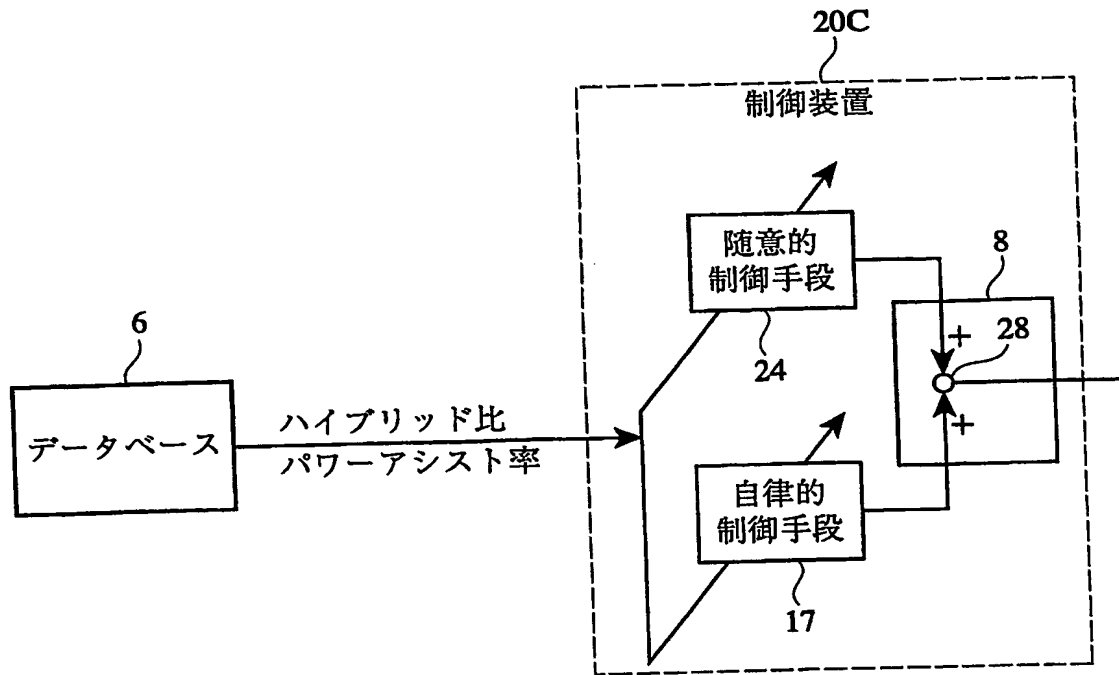 20C
制御装置
随意的
制御手段
24
8
+
28
+
6
データベース
ハイブリッド比
パワーアシスト率
自律的
制御手段
17